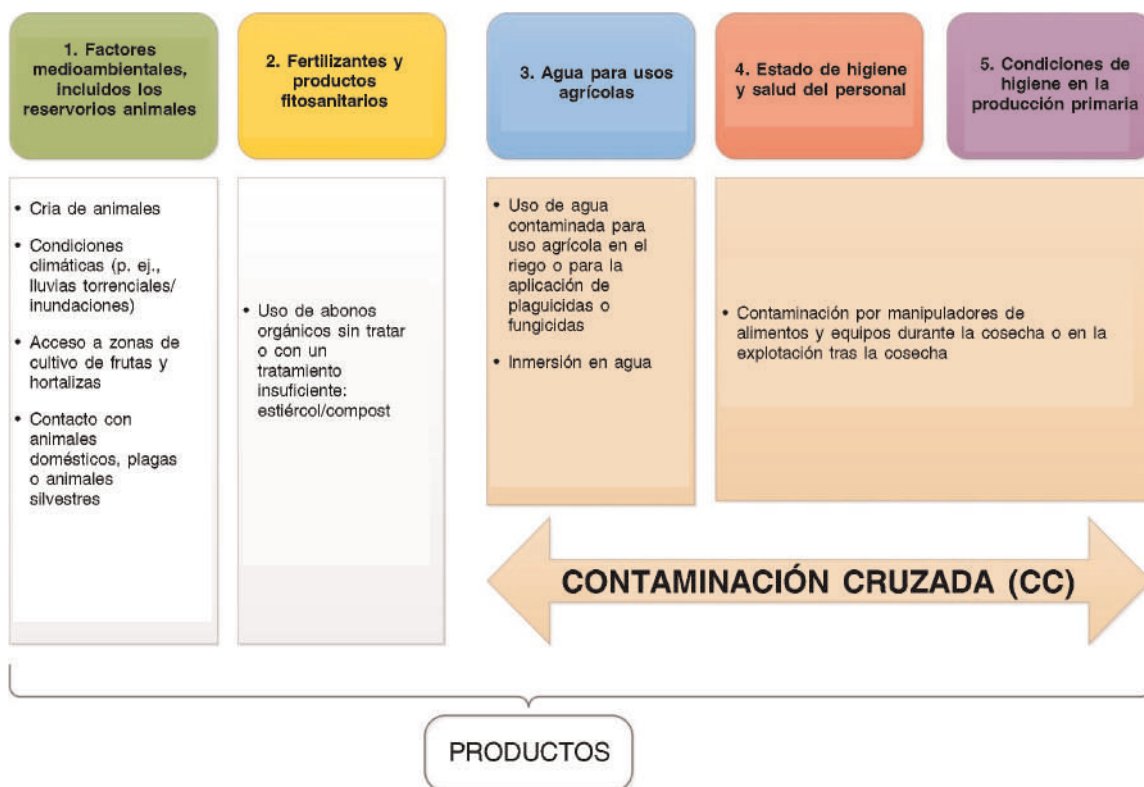 1. Factores
medioambientales,
incluidos los
reservorios animales
2. Fertilizantes y
productos
fitosanitarios
3. Agua para usos
agrícolas
4. Estado de higiene
y salud del personal
5. Condiciones de
higiene en la
producción primaria
• Cria de animales
• Condiciones
climáticas (p. ej.,
lluvias torrenciales/
inundaciones)
• Acceso a zonas de
cultivo de frutas y
hortalizas
• Contacto con
animales
domésticos, plagas
o animales
silvestres
• Uso de abonos
orgánicos sin tratar
o con un
tratamiento
insuficiente:
estiércol/compost
• Uso de agua
contaminada para
uso agrícola en el
riego o para la
aplicación de
plaguicidas o
fungicidas
• Inmersión en agua
• Contaminación por manipuladores de
alimentos y equipos durante la cosecha o en la
explotación tras la cosecha
CONTAMINACIÓN CRUZADA (CC)
PRODUCTOS